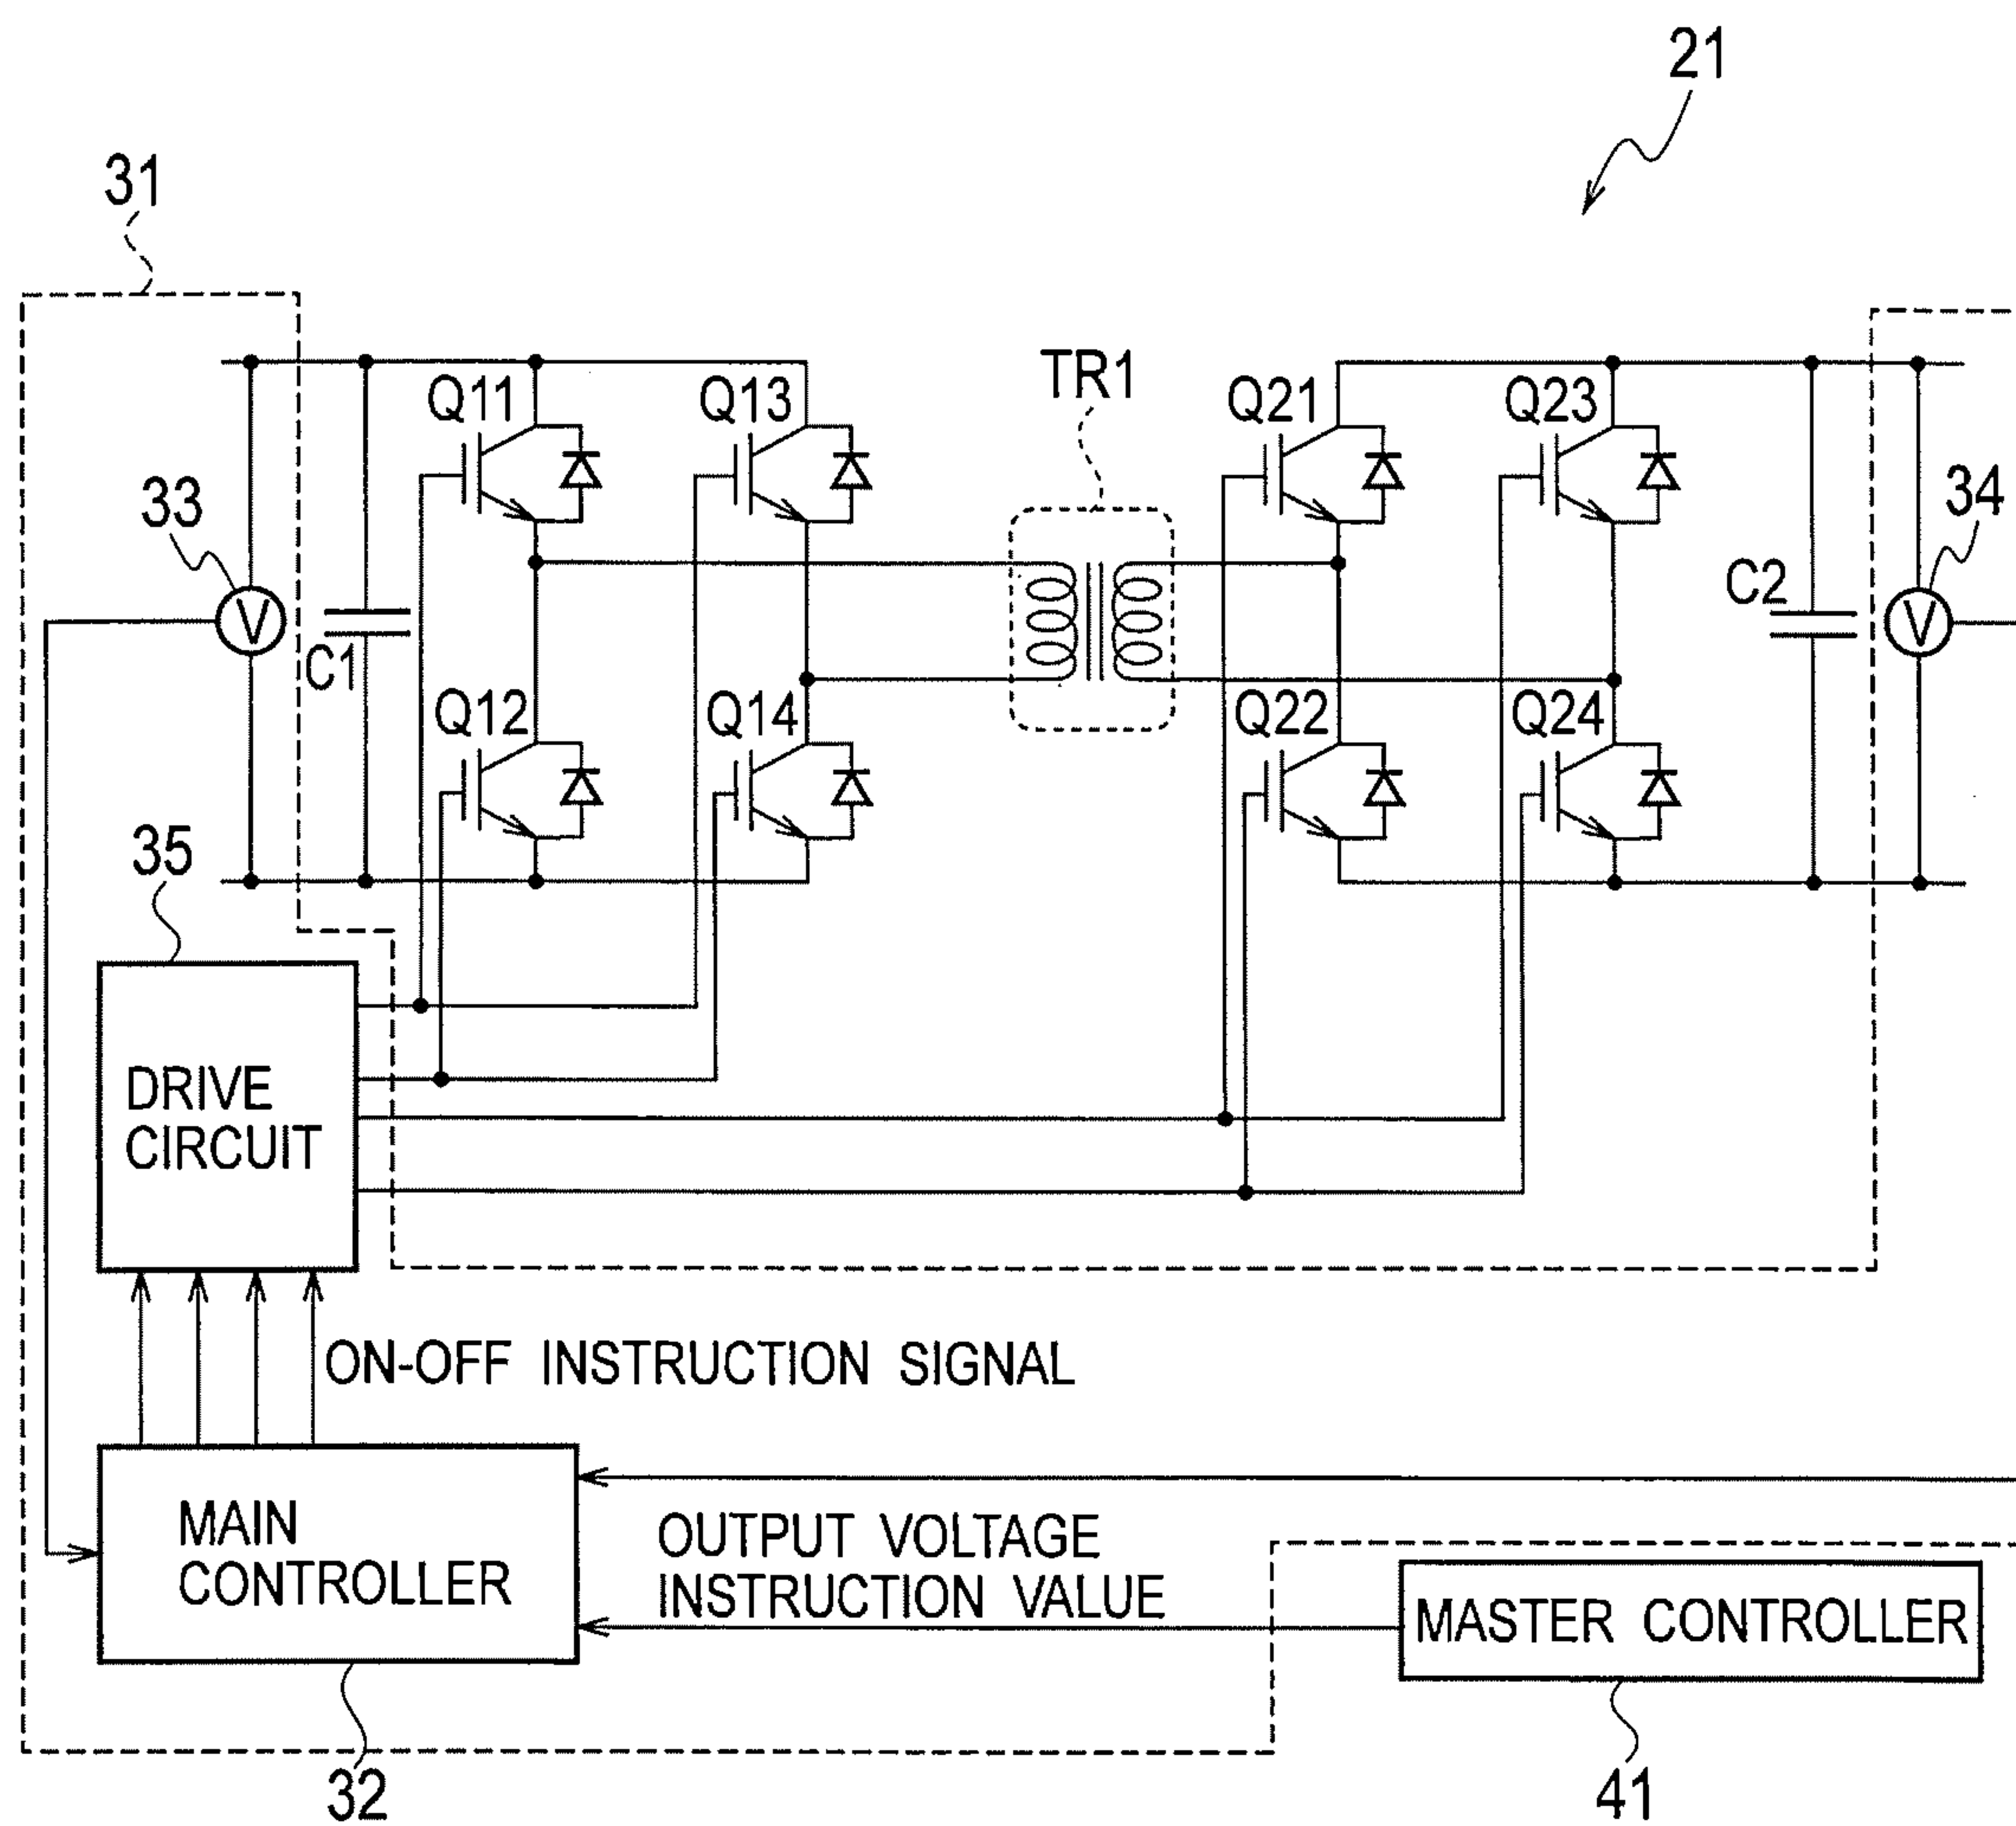 21
31
TR1
Q11
Q13
Q21
Q23
33
34
V
C1
C2
V
Q12
Q14
Q22
Q24
35
DRIVE
CIRCUIT
ON-OFF INSTRUCTION SIGNAL
MAIN
CONTROLLER
OUTPUT VOLTAGE
INSTRUCTION VALUE
MASTER CONTROLLER
32
41